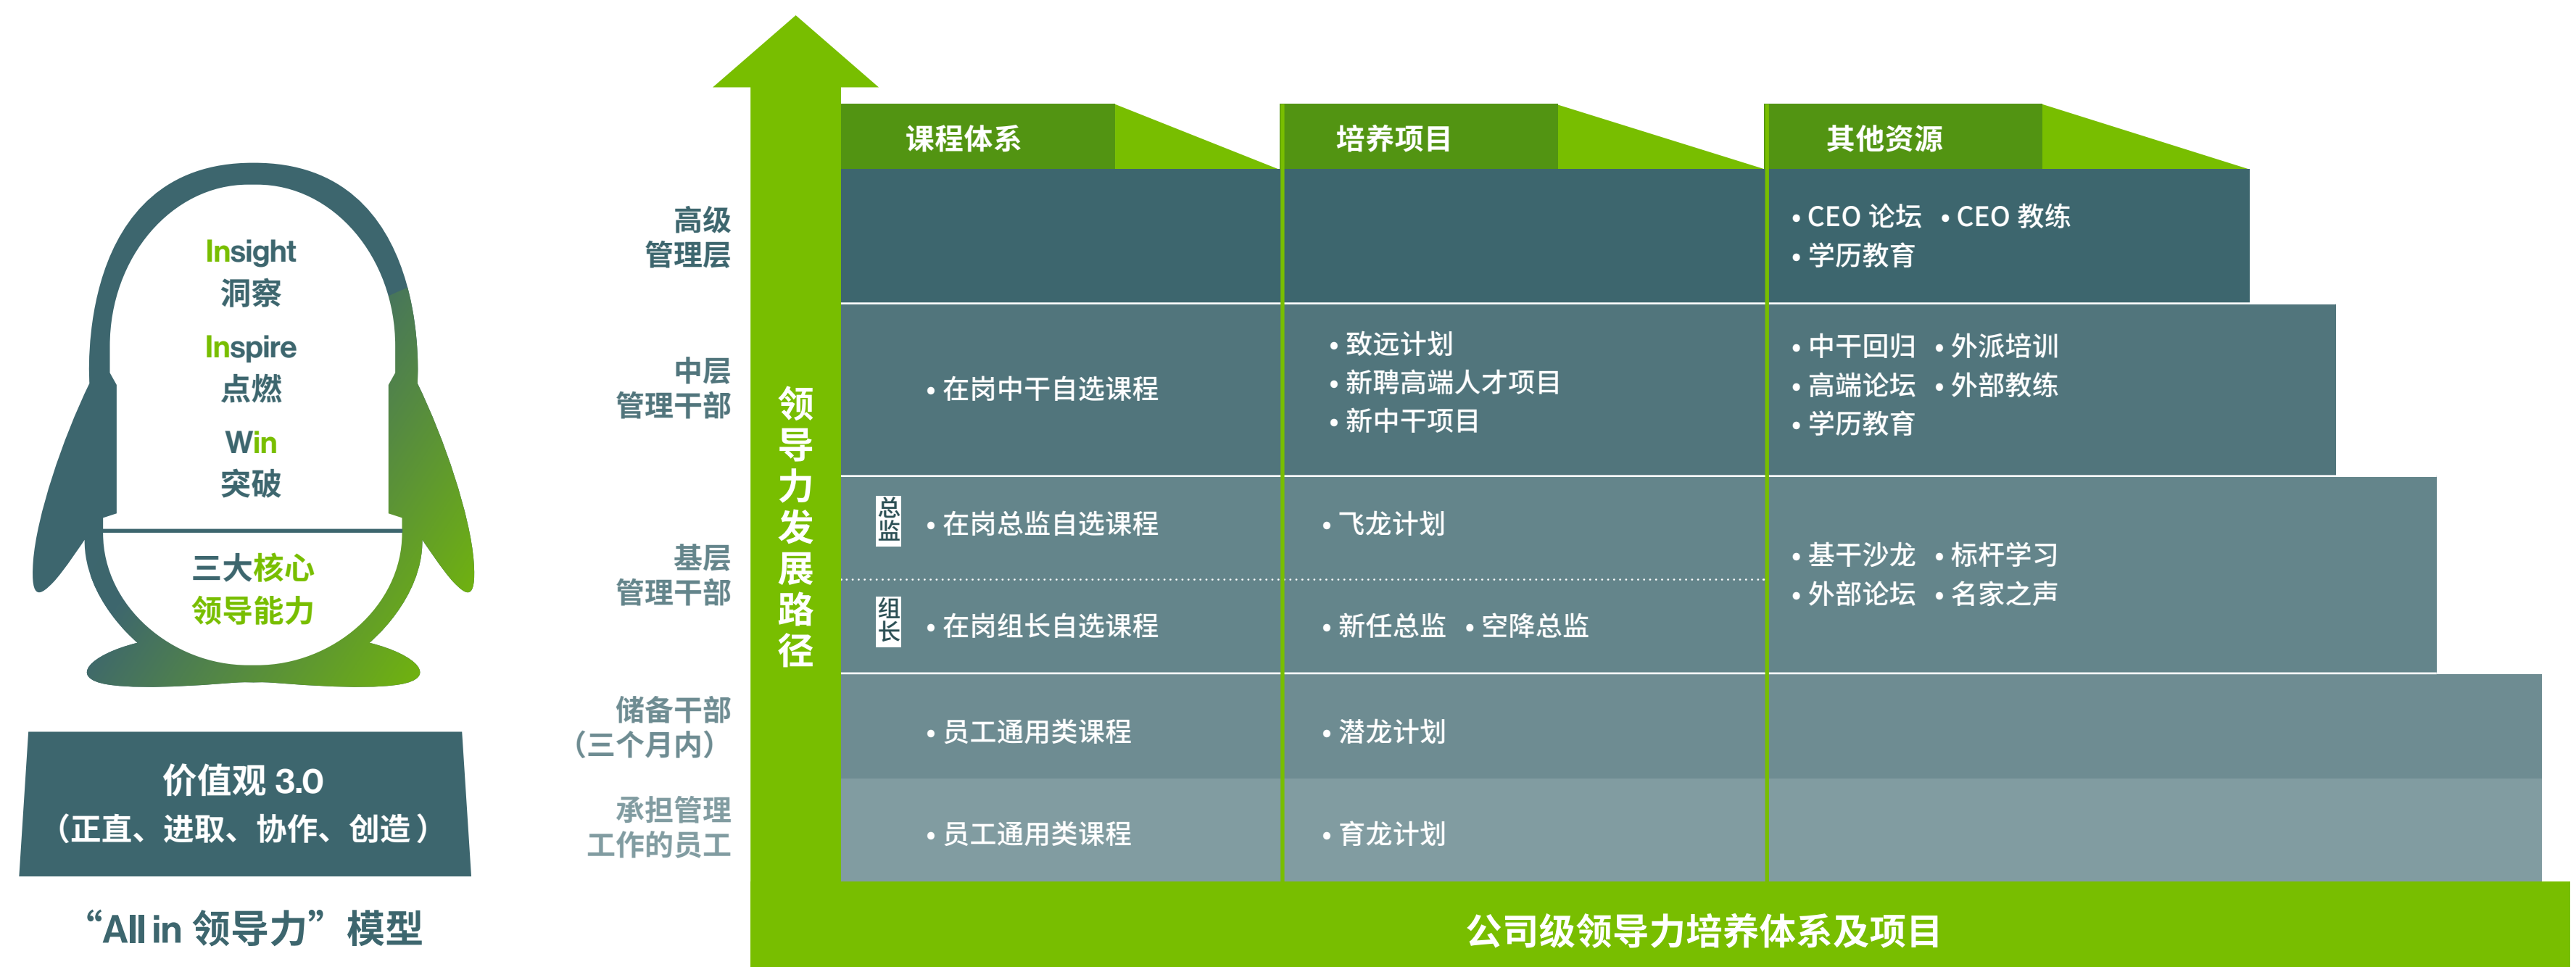 Insight
洞察
Inspire
点燃
Win
突破
三大核心
领导能力
价值观 3.0
（正直、进取、协作、创造）
“All in 领导力”模型
领导力发展路径
课程体系
培养项目
其他资源
高级
管理层
• CEO 论坛 • CEO 教练
• 学历教育
中层
管理干部
• 在岗中干自选课程
• 致远计划
• 新聘高端人才项目
• 新中干项目
• 中干回归 • 外派培训
• 高端论坛 • 外部教练
• 学历教育
基层
管理干部
总监
• 在岗总监自选课程
• 飞龙计划
组长
• 在岗组长自选课程
• 新任总监 • 空降总监
• 基干沙龙 • 标杆学习
• 外部论坛 • 名家之声
储备干部
（三个月内）
• 员工通用类课程
• 潜龙计划
承担管理
工作的员工
• 员工通用类课程
• 育龙计划
公司级领导力培养体系及项目